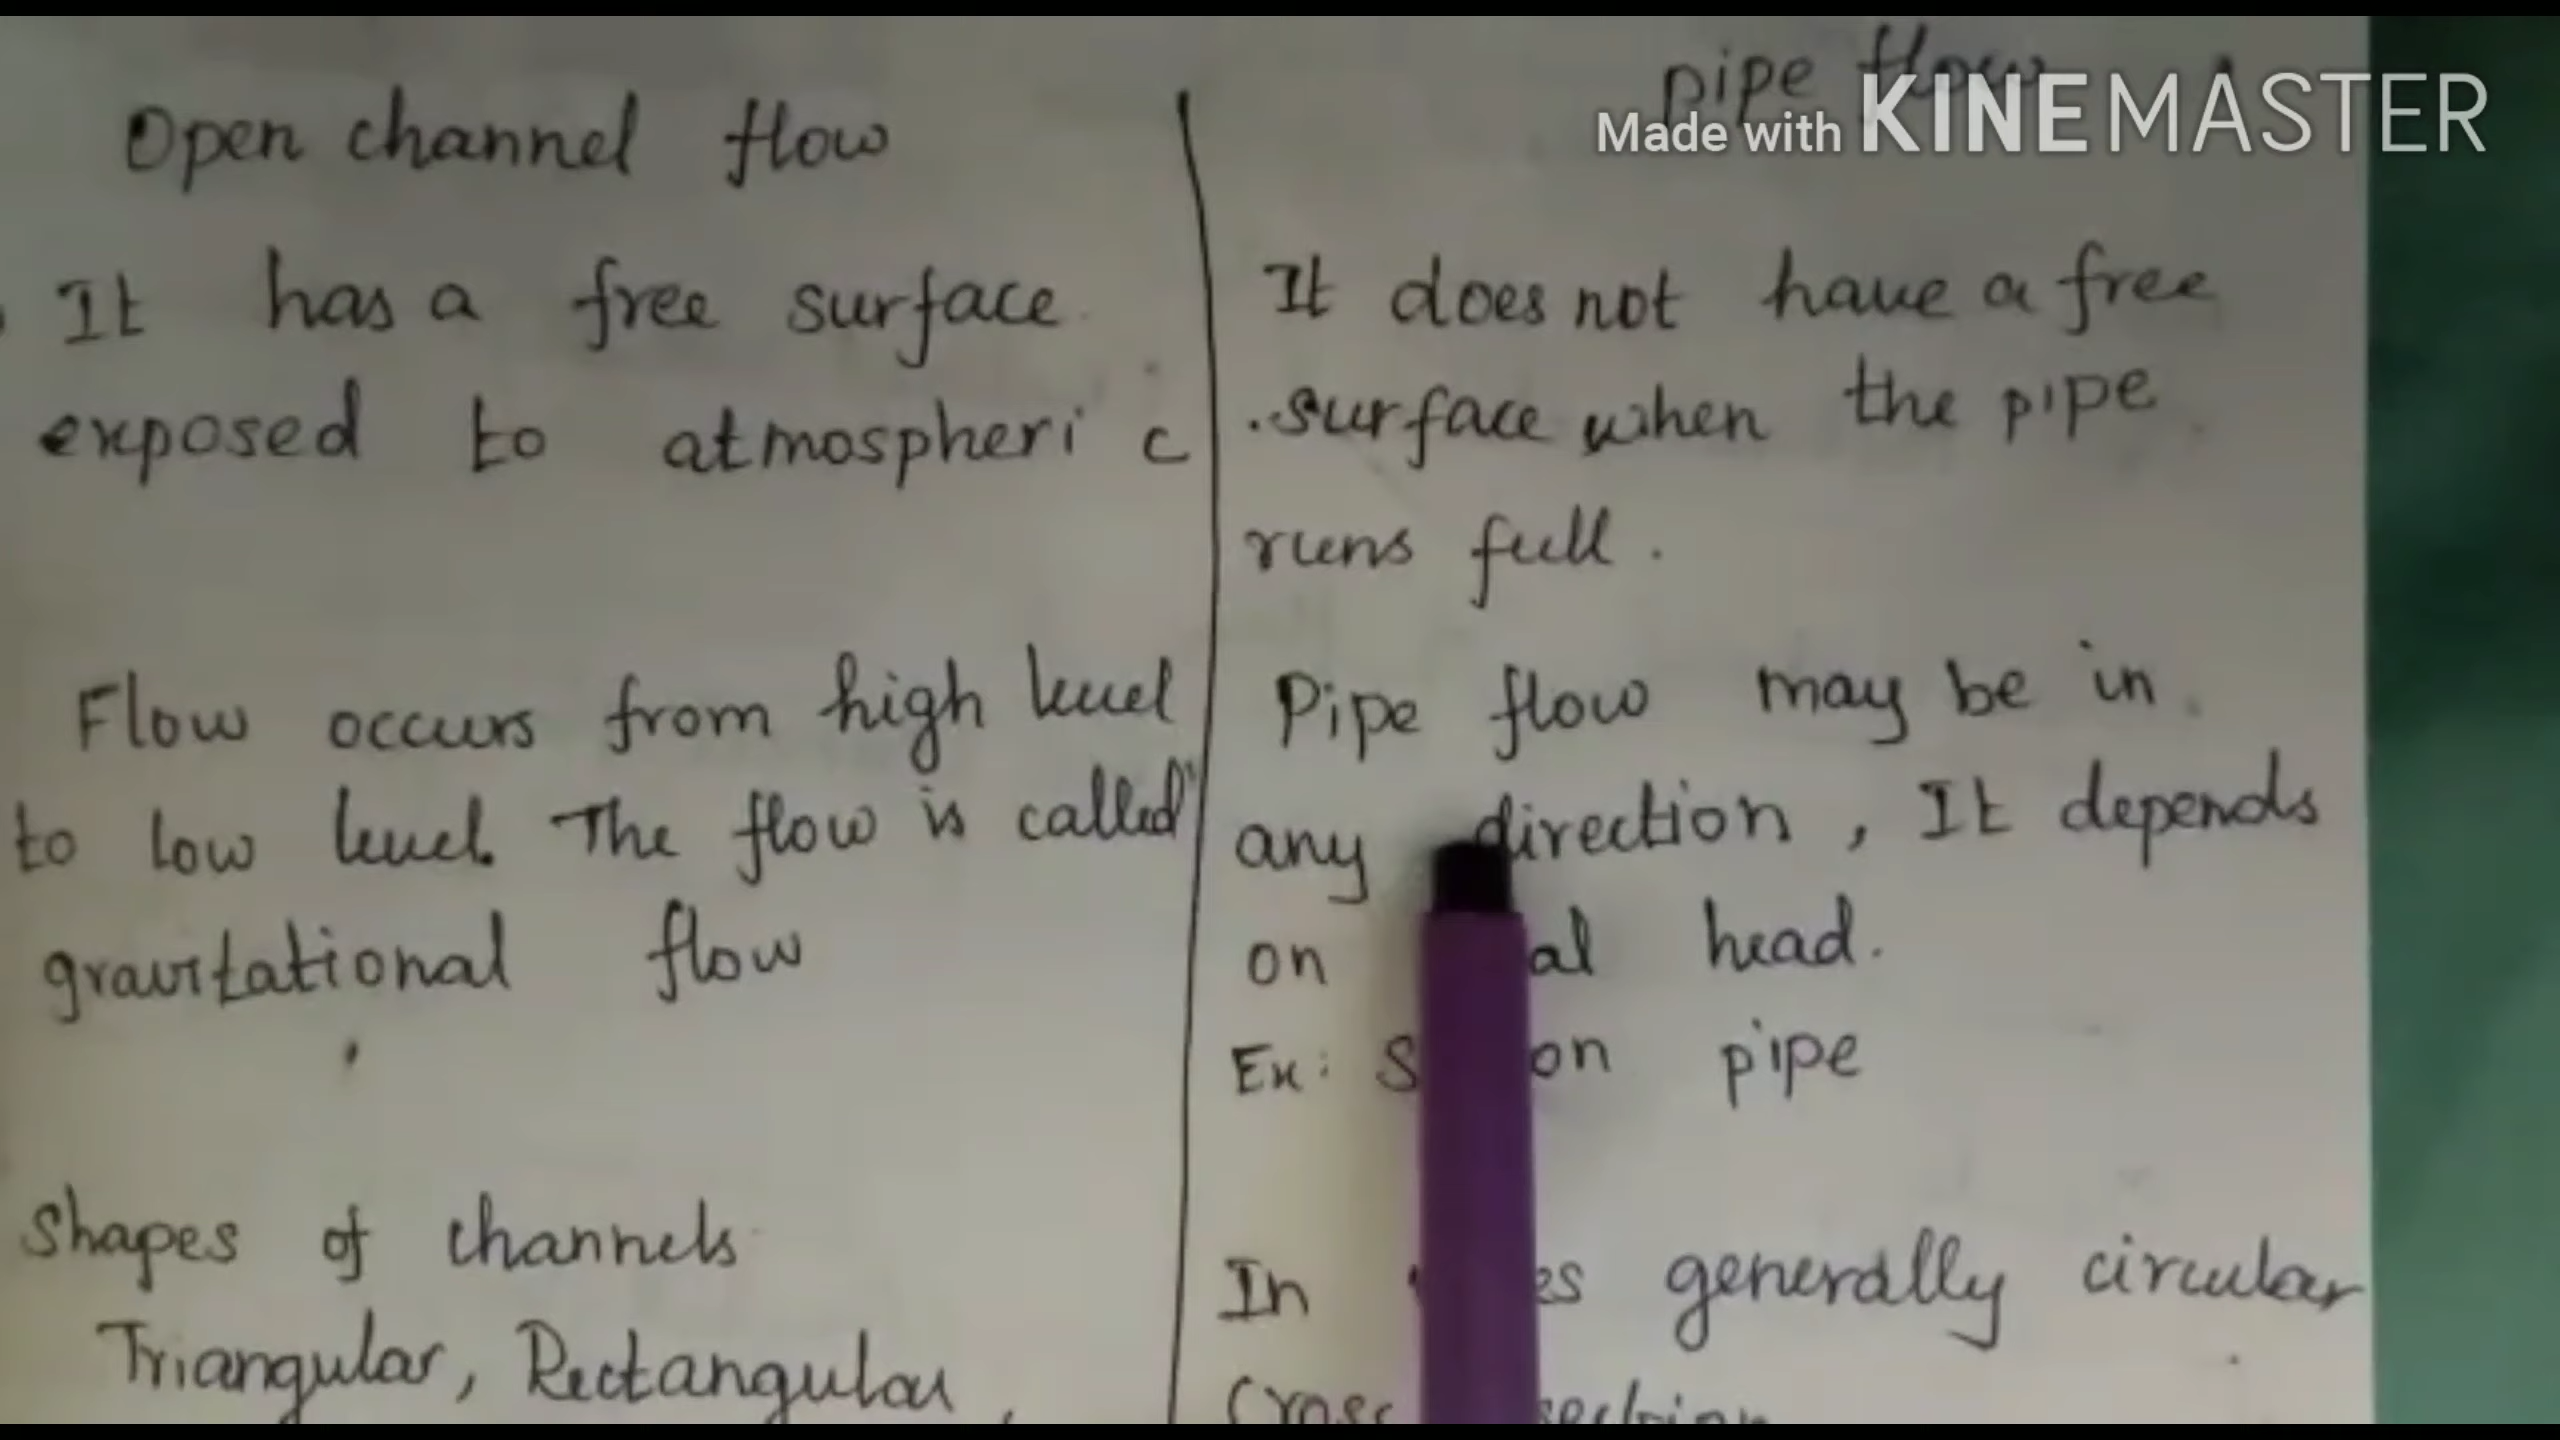 Open channel flow
It has a free surface
exposed to atmospheric
Flow occurs from high level
to low level. The flow is called
gravitational flow
Shapes of channels
Triangular, Rectangular,
pipe flow
Made with KINEMASTER
It does not have a free
surface when the pipe
runs full.
Pipe flow may be in
any direction, It depends
on head.
Ex: pipe
In generally circular